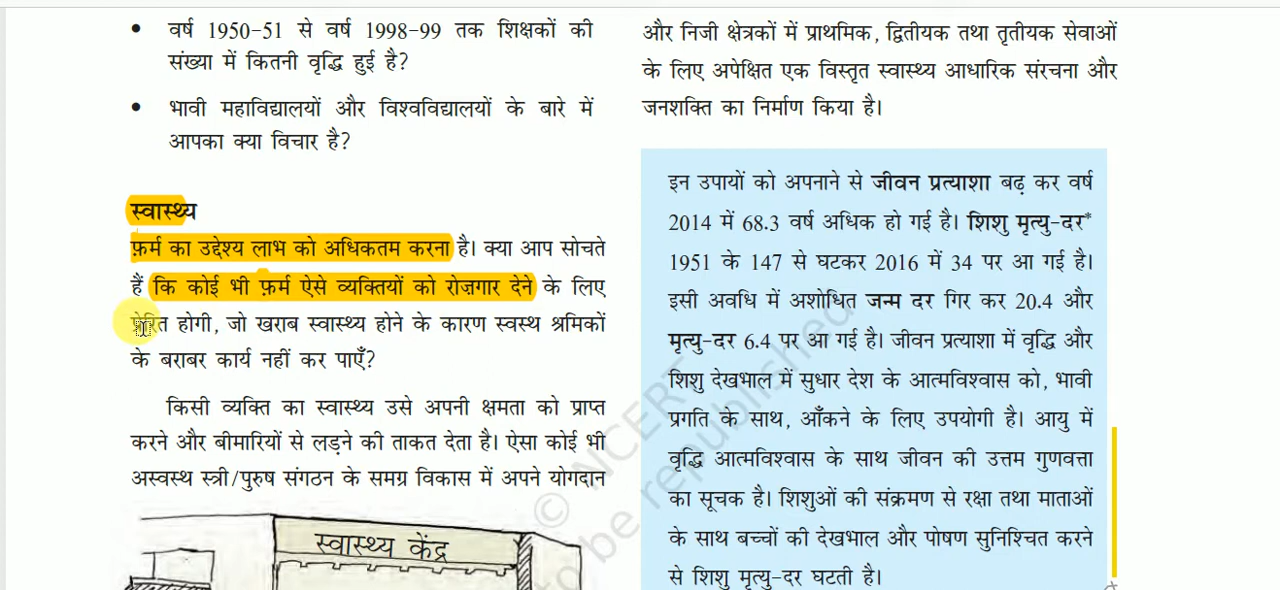 • वर्ष 1950-51 से वर्ष 1998-99 तक शिक्षकों की
संख्या में कितनी वृद्धि हुई है?
• भावी महाविद्यालयों और विश्वविद्यालयों के बारे में
आपका क्या विचार है?
स्वास्थ्य
फ़र्म का उद्देश्य लाभ को अधिकतम करना है। क्या आप सोचते
हैं कि कोई भी फ़र्म ऐसे व्यक्तियों को रोज़गार देने के लिए
प्रेरित होगी, जो खराब स्वास्थ्य होने के कारण स्वस्थ श्रमिकों
के बराबर कार्य नहीं कर पाएँ?
किसी व्यक्ति का स्वास्थ्य उसे अपनी क्षमता को प्राप्त
करने और बीमारियों से लड़ने की ताकत देता है। ऐसा कोई भी
अस्वस्थ स्त्री/पुरुष संगठन के समग्र विकास में अपने योगदान
स्वास्थ्य केंद्र
और निजी क्षेत्रकों में प्राथमिक, द्वितीयक तथा तृतीयक सेवाओं
के लिए अपेक्षित एक विस्तृत स्वास्थ्य आधारिक संरचना और
जनशक्ति का निर्माण किया है।
इन उपायों को अपनाने से जीवन प्रत्याशा बढ़ कर वर्ष
2014 में 68.3 वर्ष अधिक हो गई है। शिशु मृत्यु-दर*
1951 के 147 से घटकर 2016 में 34 पर आ गई है।
इसी अवधि में अशोधित जन्म दर गिर कर 20.4 और
मृत्यु-दर 6.4 पर आ गई है। जीवन प्रत्याशा में वृद्धि और
शिशु देखभाल में सुधार देश के आत्मविश्वास को, भावी
प्रगति के साथ, आँकने के लिए उपयोगी है। आयु में
वृद्धि आत्मविश्वास के साथ जीवन की उत्तम गुणवत्ता
का सूचक है। शिशुओं की संक्रमण से रक्षा तथा माताओं
के साथ बच्चों की देखभाल और पोषण सुनिश्चित करने
से शिशु मृत्यु-दर घटती है।
© NCERT
to be republished